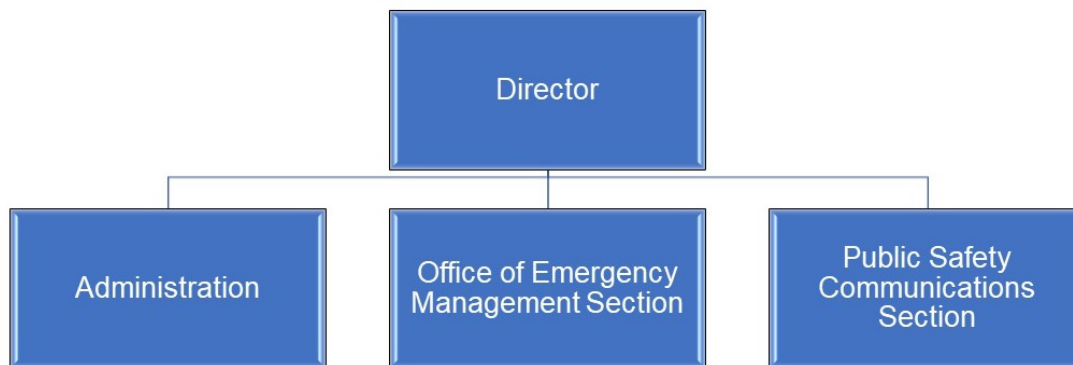 Director
Administration
Office of Emergency
Management Section
Public Safety
Communications
Section